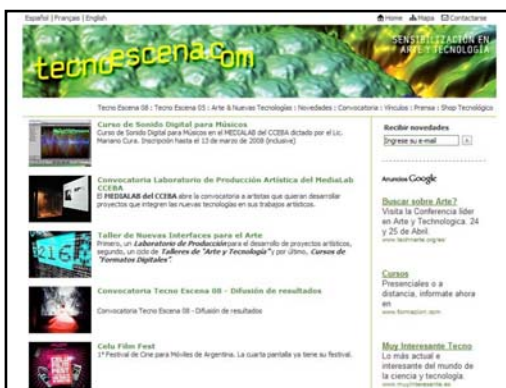 Español | Français | English
Home Mapa Contactarse
tecnoescena.com
SENSIBILIZACIÓN EN
ARTE Y TECNOLOGÍA
Tecno Escena 08 : Tecno Escena 05 : Arte & Nuevas Tecnologías : Novedades : Convocatoria : Vínculos : Prensa : Shop Tecnológico
Curso de Sonido Digital para Músicos
Curso de Sonido Digital para Músicos en el MEDIALAB del CCEBA dictado por el Lic.
Mariano Cura. Inscripción hasta el 13 de marzo de 2008 (inclusive)
Convocatoria Laboratorio de Producción Artística del MediaLab
CCEBA
El MEDIALAB del CCEBA abre la convocatoria a artistas que quieran desarrollar
proyectos que integren las nuevas tecnologías en sus trabajos artísticos.
Taller de Nuevas Interfaces para el Arte
Primero, un Laboratorio de Producción para el desarrollo de proyectos artísticos,
segundo, un ciclo de Talleres de "Arte y Tecnología" y por último, Cursos de
"Formatos Digitales".
Convocatoria Tecno Escena 08 - Difusión de resultados
Convocatoria Tecno Escena 08 - Difusión de resultados
Celu Film Fest
1º Festival de Cine para Móviles de Argentina. La cuarta pantalla ya tiene su festival.
Recibir novedades
Ingrese su e-mail
Anuncios Google
Buscar sobre Arte?
Visita la Conferencia líder
en Arte y Technologia. 24
y 25 de Abril.
Cursos
Presenciales o a
distancia, informate ahora
en
www.formacion.com
Muy Interesante Tecno
Lo más actual e
interesante del mundo de
la ciencia y tecnología.
www.muyinteresante.es